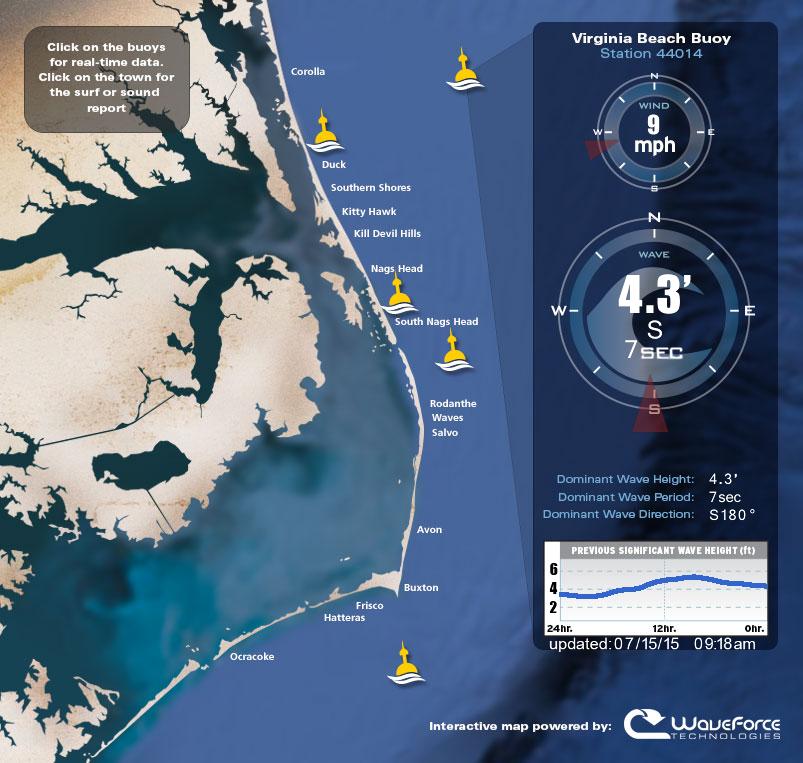 Click on the buoys
for real-time data.
Click on the town for
the surf or sound
report
Corolla
Duck
Southern Shores
Kitty Hawk
Kill Devil Hills
Nags Head
South Nags Head
Rodanthe
Waves
Salvo
Avon
Buxton
Frisco
Hatteras
Ocracoke
Virginia Beach Buoy
Station 44014
N
WIND
9
W E
mph
S
N
WAVE
4.3'
W E
S
7SEC
S
Dominant Wave Height: 4.3'
Dominant Wave Period: 7sec
Dominant Wave Direction: S180°
PREVIOUS SIGNIFICANT WAVE HEIGHT (ft)
6
4
2
24hr. 12hr. 0hr.
updated: 07/15/15 09:18am
Interactive map powered by: WaveForce
TECHNOLOGIES